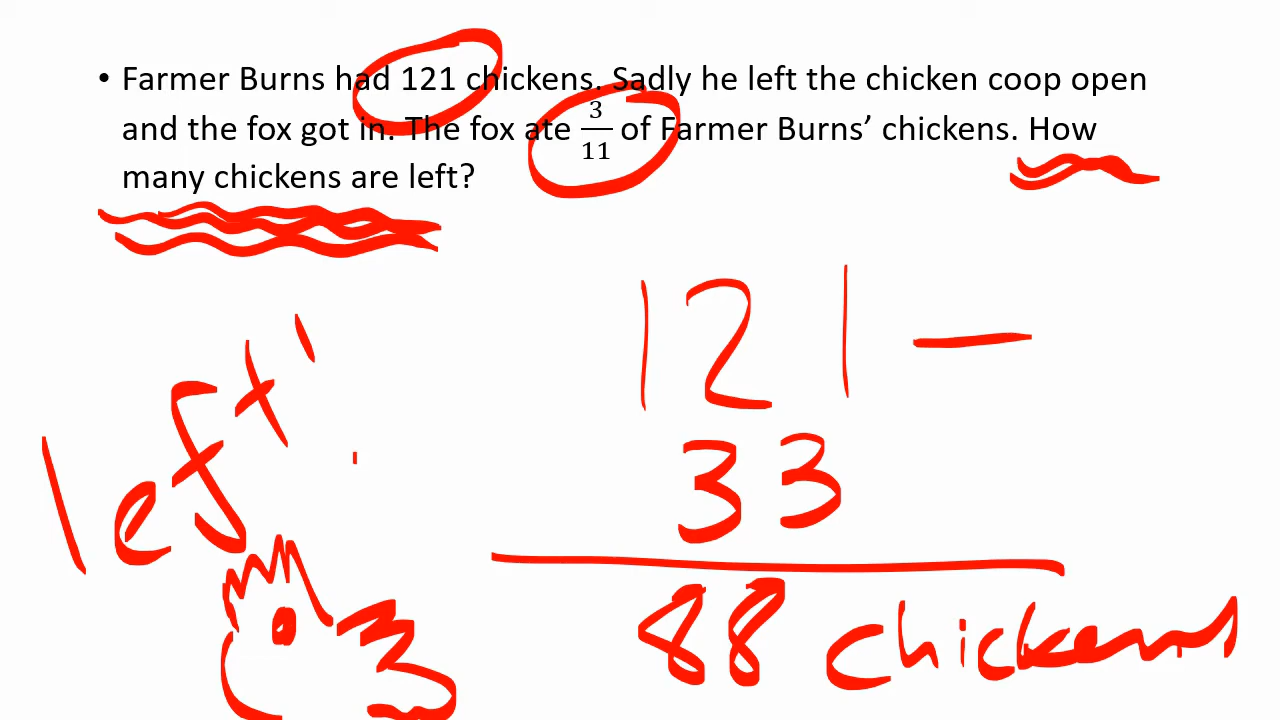 • Farmer Burns had 121 chickens. Sadly he left the chicken coop open
and the fox got in. The fox ate 3/11 of Farmer Burns’ chickens. How
many chickens are left?
left'
121 —
33
88 chickens